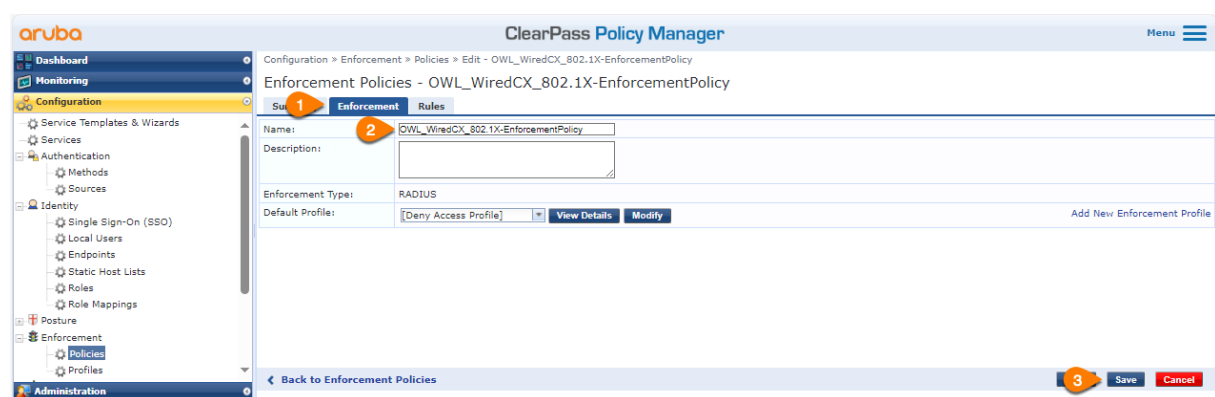 aruba
ClearPass Policy Manager
Menu
Dashboard
Monitoring
Configuration
Service Templates & Wizards
Services
Authentication
Methods
Sources
Identity
Single Sign-On (SSO)
Local Users
Endpoints
Static Host Lists
Roles
Role Mappings
Posture
Enforcement
Policies
Profiles
Administration
Configuration » Enforcement » Policies » Edit - OWL_WiredCX_802.1X-EnforcementPolicy
Enforcement Policies - OWL_WiredCX_802.1X-EnforcementPolicy
Su 1 Enforcement Rules
Name: 2 OWL_WiredCX_802.1X-EnforcementPolicy
Description:
Enforcement Type: RADIUS
Default Profile: [Deny Access Profile] View Details Modify Add New Enforcement Profile
Back to Enforcement Policies 3 Save Cancel